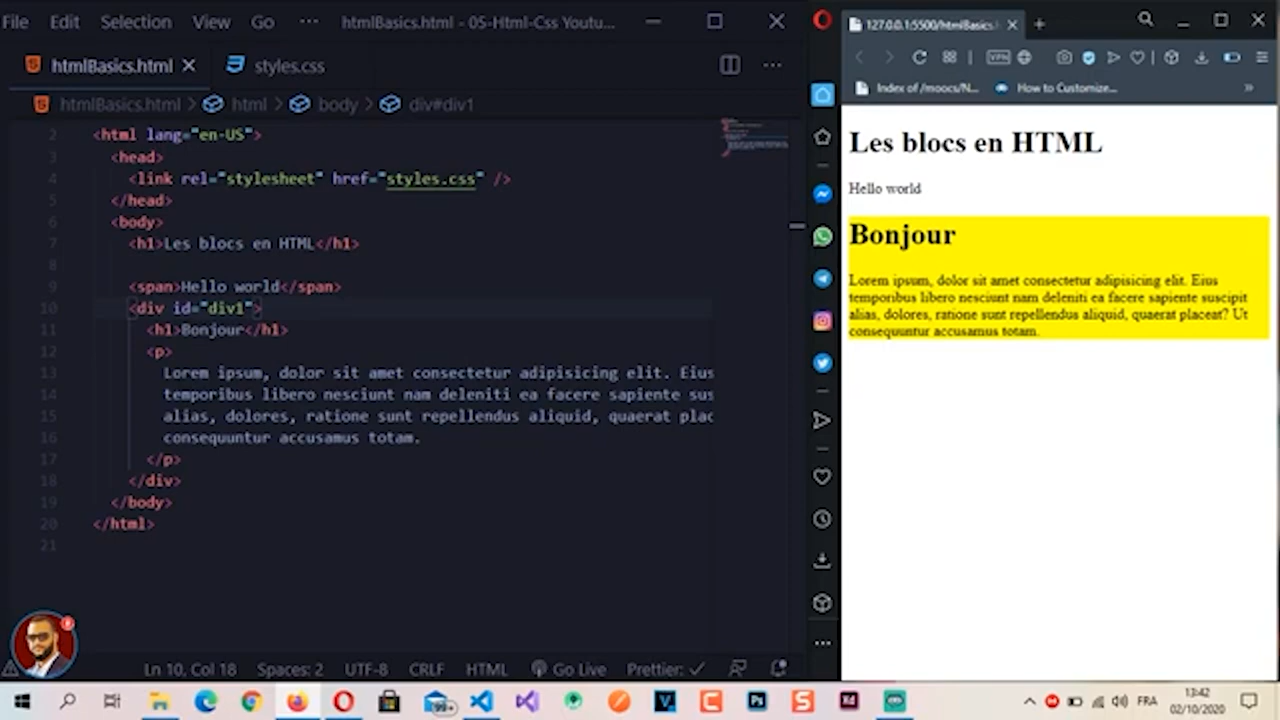 File Edit Selection View Go ··· htmlBasics.html - 05-Html-Css Youtu...
htmlBasics.html styles.css
htmlBasics.html > html > body > div#div1
2 <html lang="en-US">
3 <head>
4 <link rel="stylesheet" href="styles.css" />
5 </head>
6 <body>
7 <h1>Les blocs en HTML</h1>
8
9 <span>Hello world</span>
10 <div id="div1">
11 <h1>Bonjour</h1>
12 <p>
13 Lorem ipsum, dolor sit amet consectetur adipisicing elit. Eius
14 temporibus libero nesciunt nam deleniti ea facere sapiente sus
15 alias, dolores, ratione sunt repellendus aliquid, quaerat plac
16 consequuntur accusamus totam.
17 </p>
18 </div>
19 </body>
20 </html>
21
Ln 10, Col 18 Spaces: 2 UTF-8 CRLF HTML Go Live Prettier: ✓
127.0.0.1:5500/htmlBasics.h
VPN
Index of /moocs/N... How to Customize... »
Les blocs en HTML
Hello world
Bonjour
Lorem ipsum, dolor sit amet consectetur adipisicing elit. Eius
temporibus libero nesciunt nam deleniti ea facere sapiente suscipit
alias, dolores, ratione sunt repellendus aliquid, quaerat placeat? Ut
consequuntur accusamus totam.
99+ V Ps S Xd FRA 13:42
02/10/2020